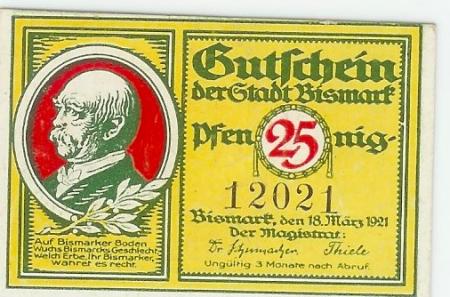 Auf Bismarker Boden
Wuchs Bismarcks Geschlecht
Welch Erbe, Ihr Bismarker,
Wahret es recht.
Gutschein
der Stadt Bismark
Pfen 25 nig
12021
Bismark, den 18. März 1921
der Magistrat:
Dr Thiele
Ungültig 3 Monate nach Abruf.